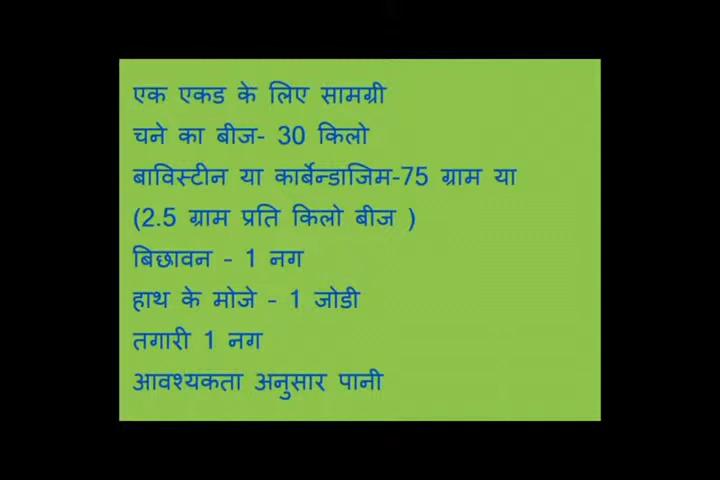 एक एकड के लिए सामग्री
चने का बीज- 30 किलो
बाविस्टीन या कार्बेन्डाजिम-75 ग्राम या
(2.5 ग्राम प्रति किलो बीज )
बिछावन - 1 नग
हाथ के मोजे - 1 जोडी
तगारी 1 नग
आवश्यकता अनुसार पानी